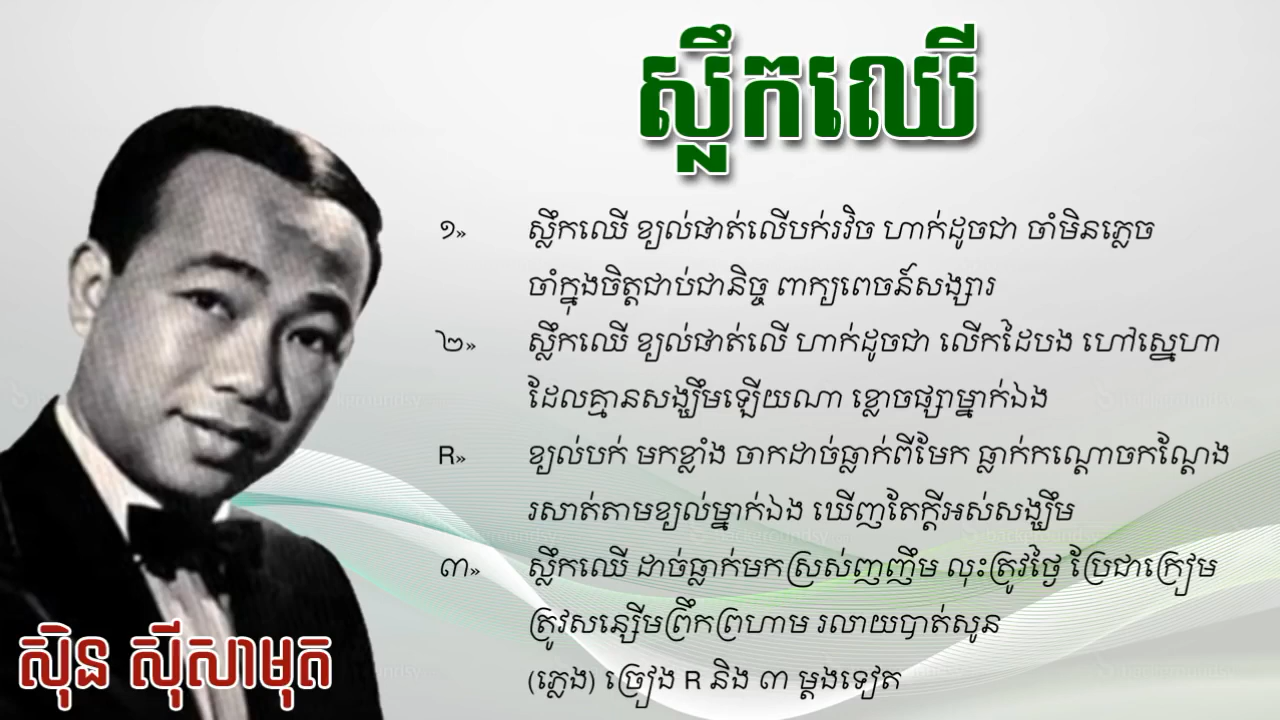 ស្លឹកឈើ
១» ស្លឹកឈើ ខ្យល់ផាត់លើបក់រវិច ហាក់ដូចជា ចាំមិនភ្លេច
ចាំក្នុងចិត្តជាប់ជានិច្ច ពាក្យពេចន៍សង្សារ
២» ស្លឹកឈើ ខ្យល់ផាត់លើ ហាក់ដូចជា លើកដៃបង ហៅស្នេហា
ដែលគ្មានសង្ឃឹមឡើយណា ខ្លោចផ្សាម្នាក់ឯង
R» ខ្យល់បក់ មកខ្លាំង ចាកដាច់ធ្លាក់ពីមែក ធ្លាក់កណ្តោចកណ្តែង
រសាត់តាមខ្យល់ម្នាក់ឯង ឃើញតែក្តីអស់សង្ឃឹម
៣» ស្លឹកឈើ ដាច់ធ្លាក់មកស្រស់ញញឹម លុះត្រូវថ្ងៃ ប្រែជាក្រៀម
ត្រូវសន្សើមព្រឹកព្រហាម រលាយបាត់សូន
(ភ្លេង) ច្រៀង R និង ៣ ម្តងទៀត
ស៊ិន ស៊ីសាមុត